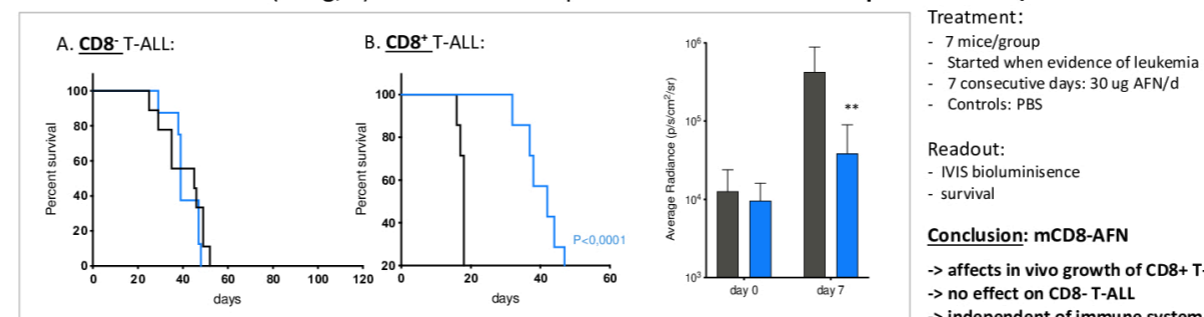 A. CD8- T-ALL:
Percent survival
100
80
60
40
20
0
0 20 40 60 80 100 120
days
B. CD8+ T-ALL:
Percent survival
100
80
60
40
20
0 20 40 60
days
P<0,0001
Average Radiance (p/s/cm²/sr)
10⁶
10⁵
10⁴
10³
**
day 0 day 7
Treatment:
- 7 mice/group
- Started when evidence of leukemia
- 7 consecutive days: 30 ug AFN/d
- Controls: PBS
Readout:
- IVIS bioluminisence
- survival
Conclusion: mCD8-AFN
-> affects in vivo growth of CD8+ T-
-> no effect on CD8- T-ALL
-> independent of immune system